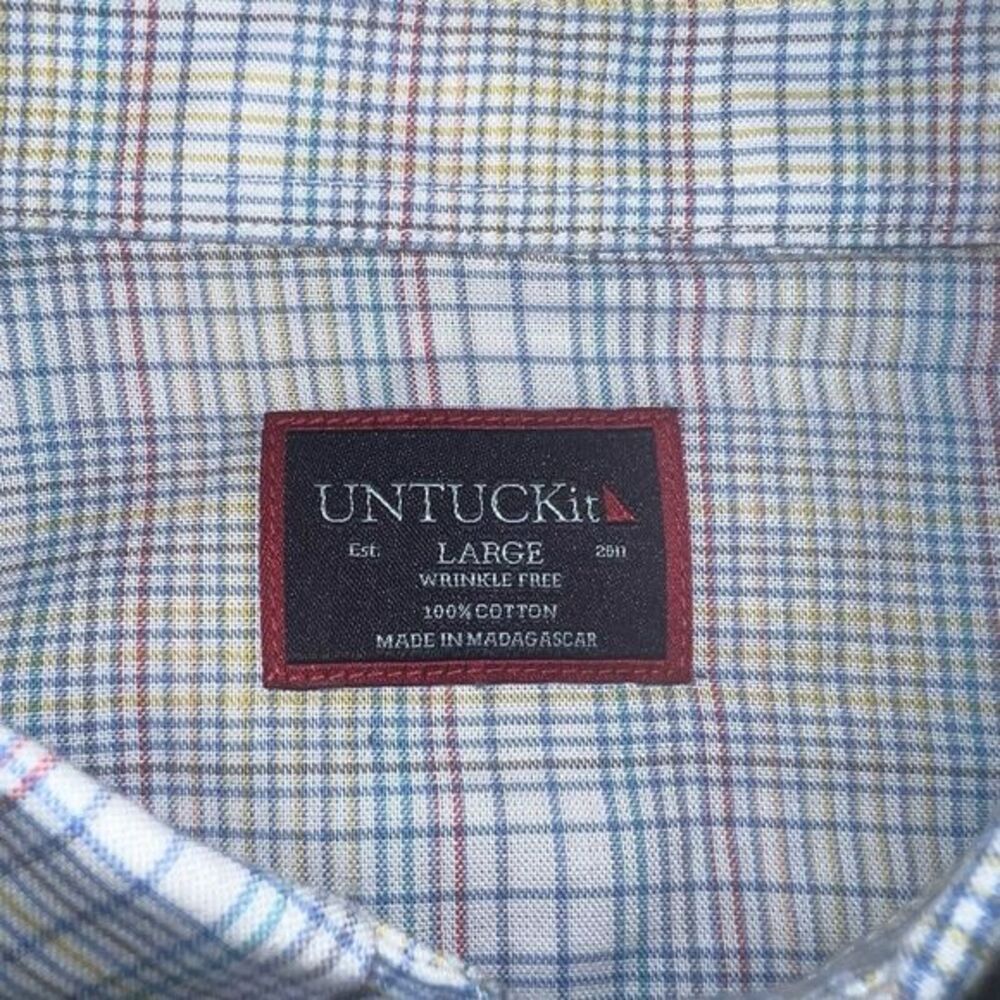 UNTUCKit
Est. LARGE 2011
WRINKLE FREE
100% COTTON
MADE IN MADAGASCAR